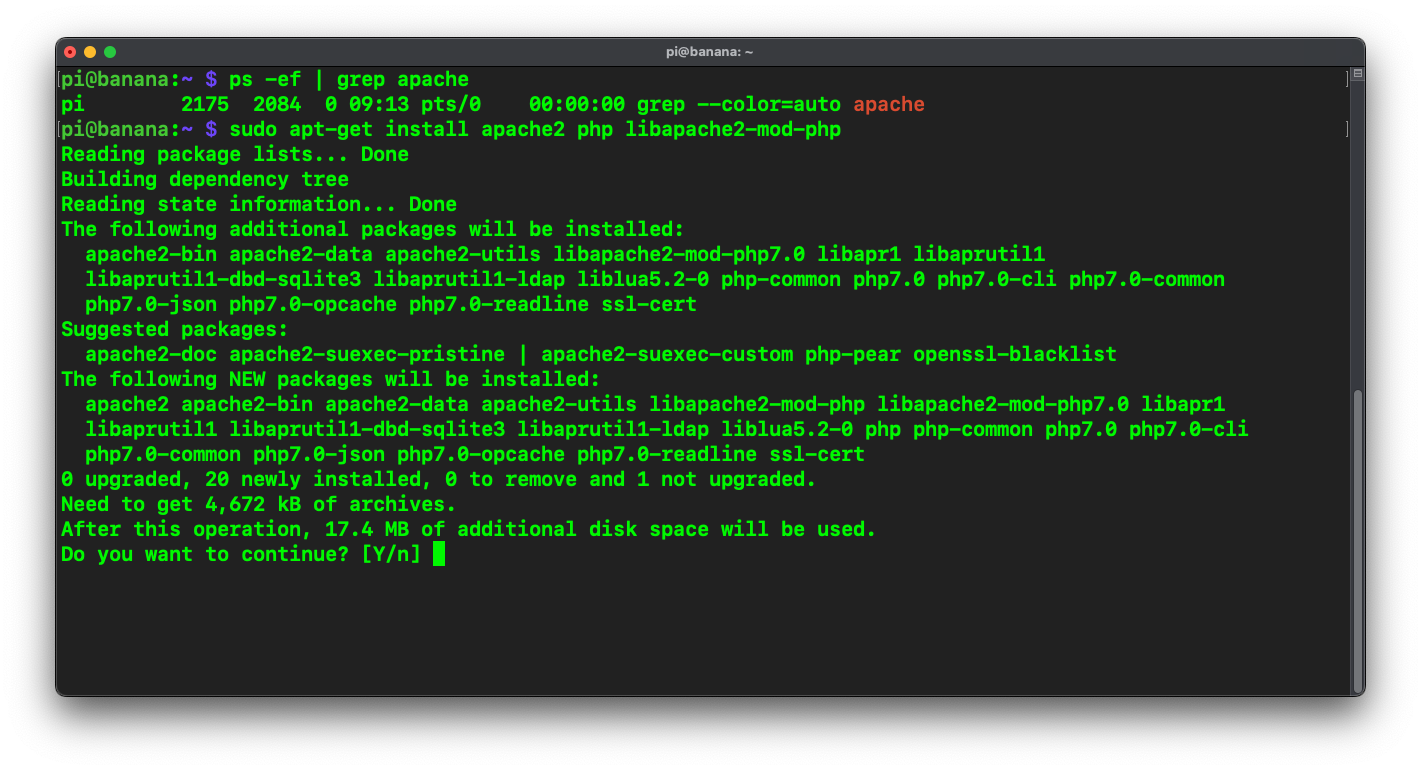 pi@banana: ~
[pi@banana:~ $ ps -ef | grep apache ]
pi        2175  2084  0 09:13 pts/0    00:00:00 grep --color=auto apache
[pi@banana:~ $ sudo apt-get install apache2 php libapache2-mod-php ]
Reading package lists... Done
Building dependency tree
Reading state information... Done
The following additional packages will be installed:
  apache2-bin apache2-data apache2-utils libapache2-mod-php7.0 libapr1 libaprutil1
  libaprutil1-dbd-sqlite3 libaprutil1-ldap liblua5.2-0 php-common php7.0 php7.0-cli php7.0-common
  php7.0-json php7.0-opcache php7.0-readline ssl-cert
Suggested packages:
  apache2-doc apache2-suexec-pristine | apache2-suexec-custom php-pear openssl-blacklist
The following NEW packages will be installed:
  apache2 apache2-bin apache2-data apache2-utils libapache2-mod-php libapache2-mod-php7.0 libapr1
  libaprutil1 libaprutil1-dbd-sqlite3 libaprutil1-ldap liblua5.2-0 php php-common php7.0 php7.0-cli
  php7.0-common php7.0-json php7.0-opcache php7.0-readline ssl-cert
0 upgraded, 20 newly installed, 0 to remove and 1 not upgraded.
Need to get 4,672 kB of archives.
After this operation, 17.4 MB of additional disk space will be used.
Do you want to continue? [Y/n]